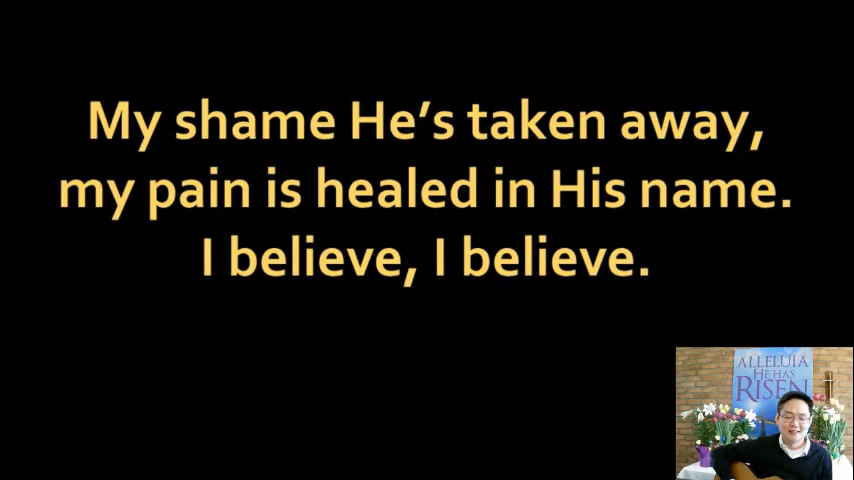 My shame He’s taken away,
my pain is healed in His name.
I believe, I believe.
ALLELUIA
HE HAS
RISEN